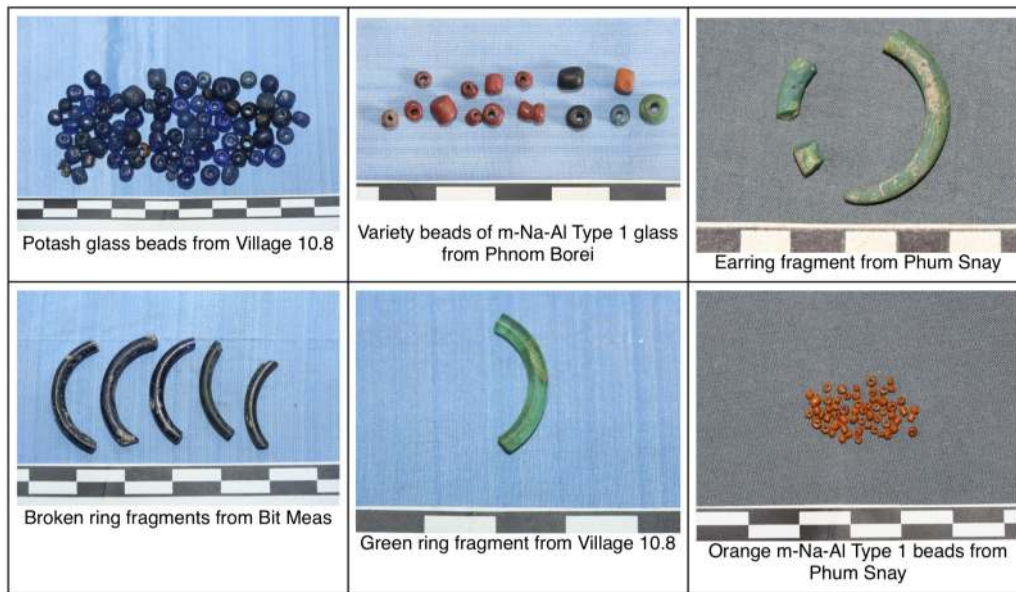 Potash glass beads from Village 10.8
Variety beads of m-Na-Al Type 1 glass
from Phnom Borei
Earring fragment from Phum Snay
Broken ring fragments from Bit Meas
Green ring fragment from Village 10.8
Orange m-Na-Al Type 1 beads from
Phum Snay